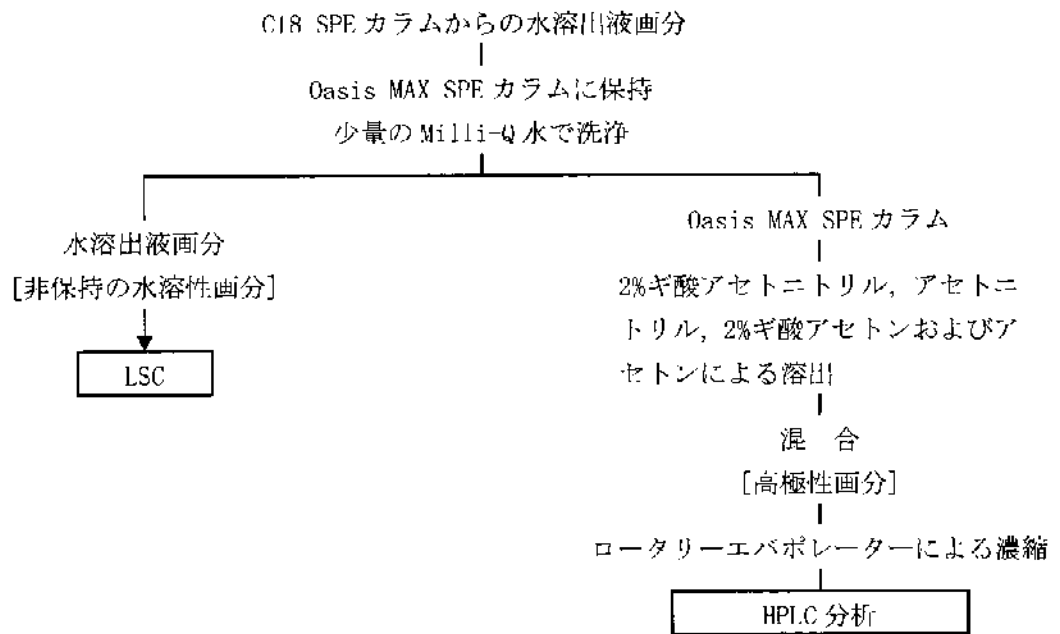 C18 SPE カラムからの水溶出液画分
Oasis MAX SPE カラムに保持
少量の Milli-Q 水で洗浄
水溶出液画分
[非保持の水溶性画分]
LSC
Oasis MAX SPE カラム
2%ギ酸アセトニトリル, アセトニ
トリル, 2%ギ酸アセトンおよびア
セトンによる溶出
混 合
[高極性画分]
ロータリーエバポレーターによる濃縮
HPLC 分析